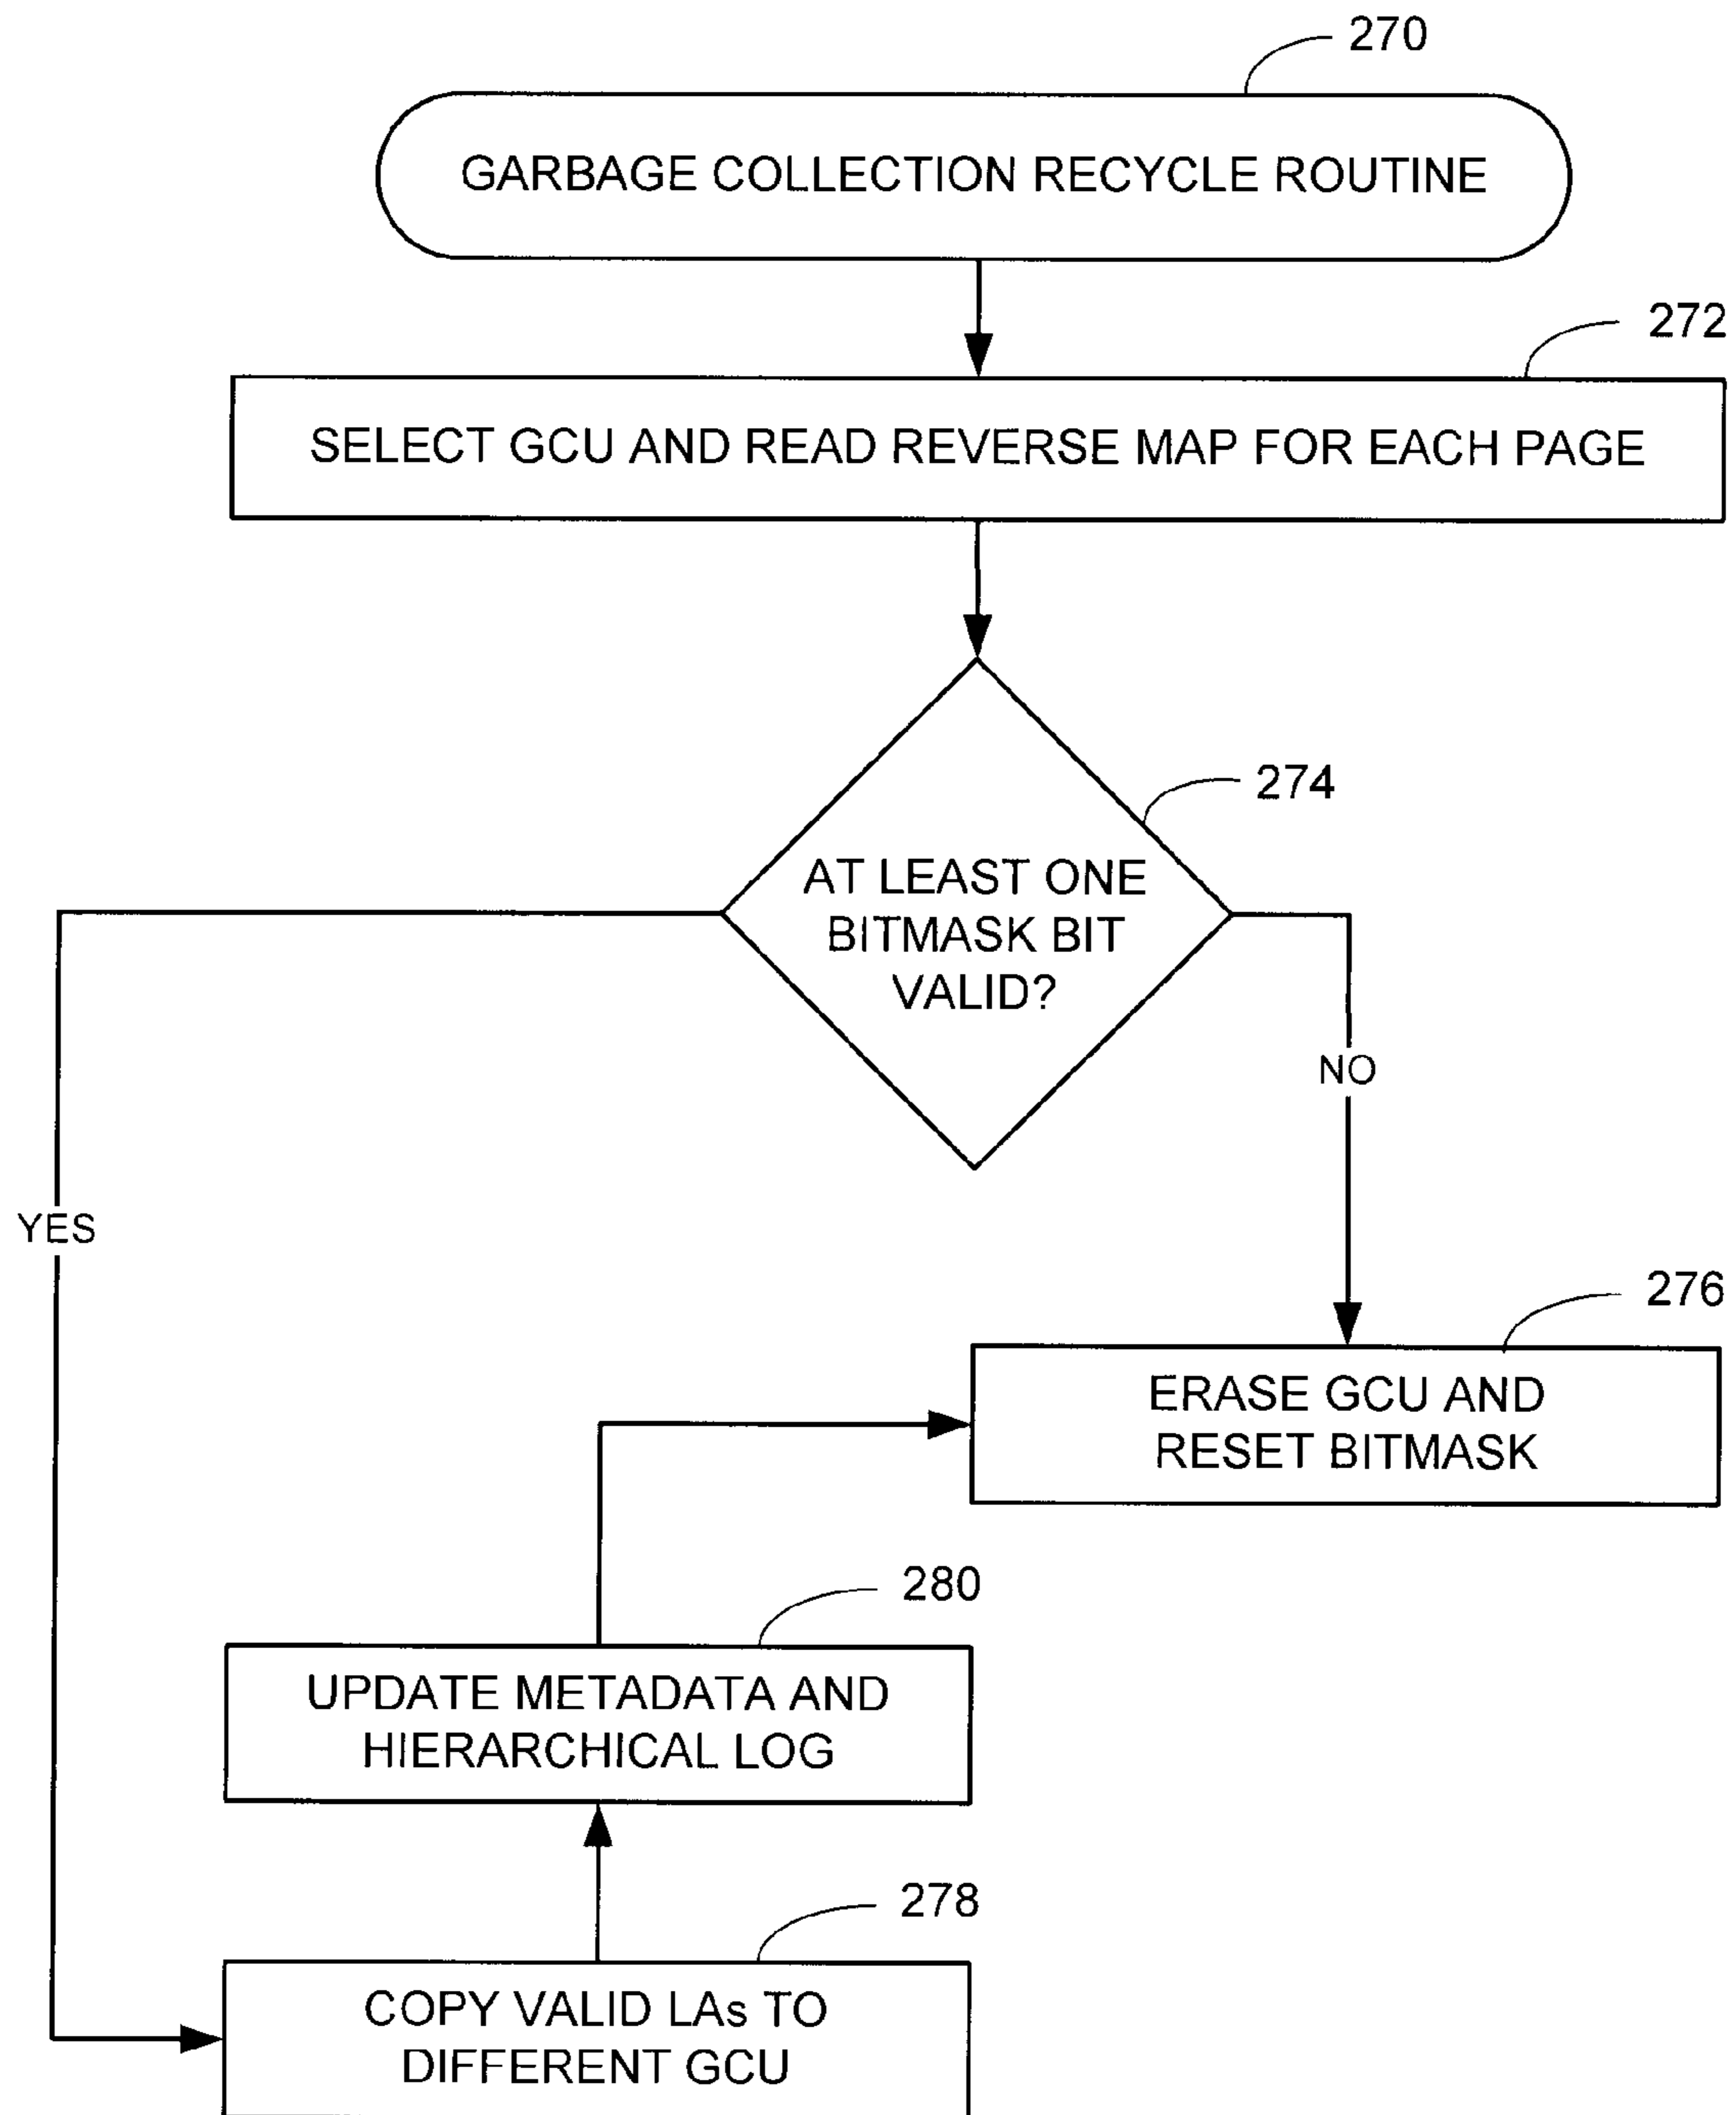 270
GARBAGE COLLECTION RECYCLE ROUTINE
272
SELECT GCU AND READ REVERSE MAP FOR EACH PAGE
274
AT LEAST ONE
BITMASK BIT
VALID?
NO
YES
276
ERASE GCU AND
RESET BITMASK
280
UPDATE METADATA AND
HIERARCHICAL LOG
278
COPY VALID LAs TO
DIFFERENT GCU